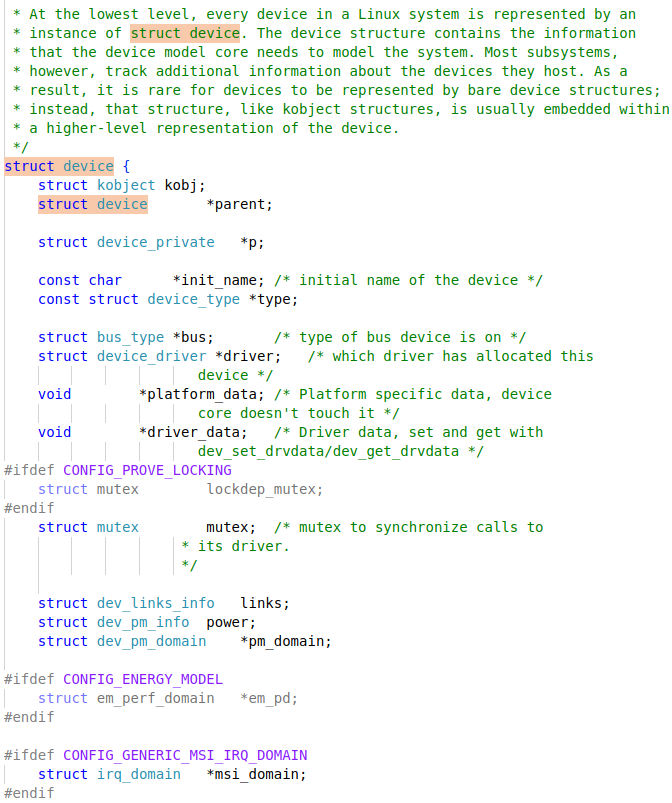 * At the lowest level, every device in a Linux system is represented by an
* instance of struct device. The device structure contains the information
* that the device model core needs to model the system. Most subsystems,
* however, track additional information about the devices they host. As a
* result, it is rare for devices to be represented by bare device structures;
* instead, that structure, like kobject structures, is usually embedded within
* a higher-level representation of the device.
*/
struct device {
struct kobject kobj;
struct device *parent;
struct device_private *p;
const char *init_name; /* initial name of the device */
const struct device_type *type;
struct bus_type *bus; /* type of bus device is on */
struct device_driver *driver; /* which driver has allocated this
device */
void *platform_data; /* Platform specific data, device
core doesn't touch it */
void *driver_data; /* Driver data, set and get with
dev_set_drvdata/dev_get_drvdata */
#ifdef CONFIG_PROVE_LOCKING
struct mutex lockdep_mutex;
#endif
struct mutex mutex; /* mutex to synchronize calls to
* its driver.
*/
struct dev_links_info links;
struct dev_pm_info power;
struct dev_pm_domain *pm_domain;
#ifdef CONFIG_ENERGY_MODEL
struct em_perf_domain *em_pd;
#endif
#ifdef CONFIG_GENERIC_MSI_IRQ_DOMAIN
struct irq_domain *msi_domain;
#endif